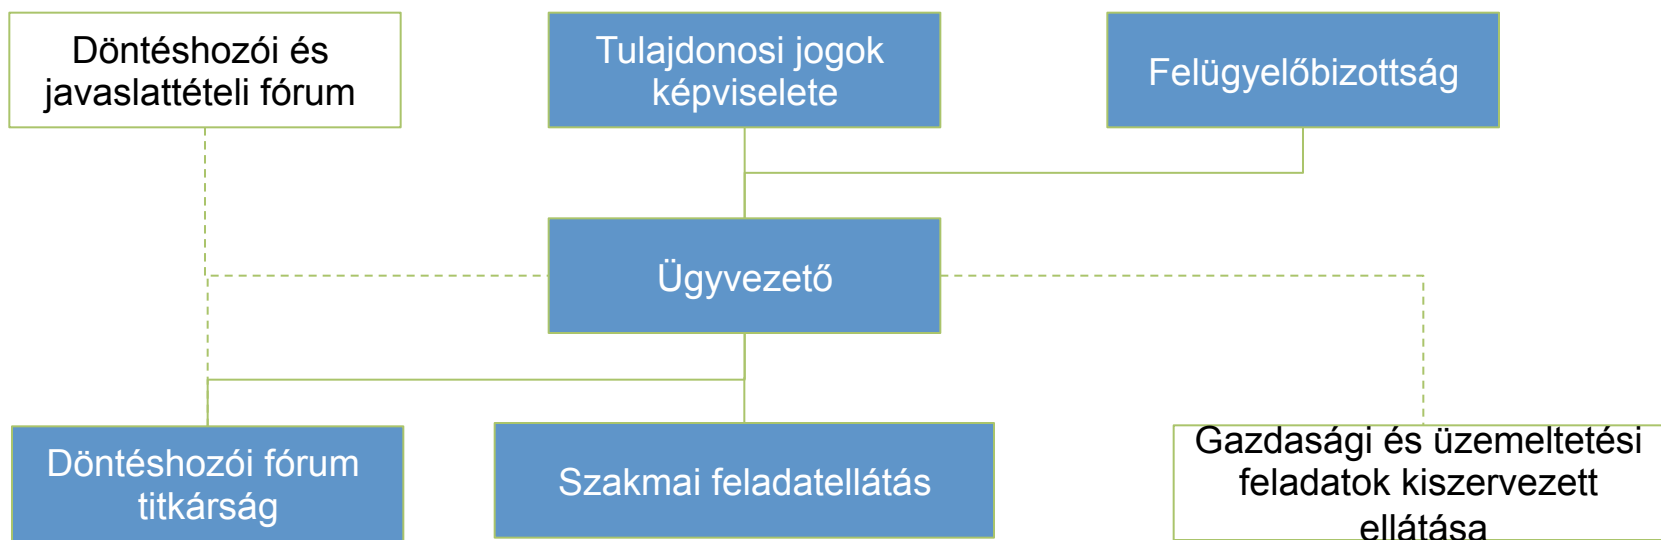 Döntéshozói és
javaslattételi fórum
Tulajdonosi jogok
képviselete
Felügyelőbizottság
Ügyvezető
Döntéshozói fórum
titkárság
Szakmai feladatellátás
Gazdasági és üzemeltetési
feladatok kiszervezett
ellátása